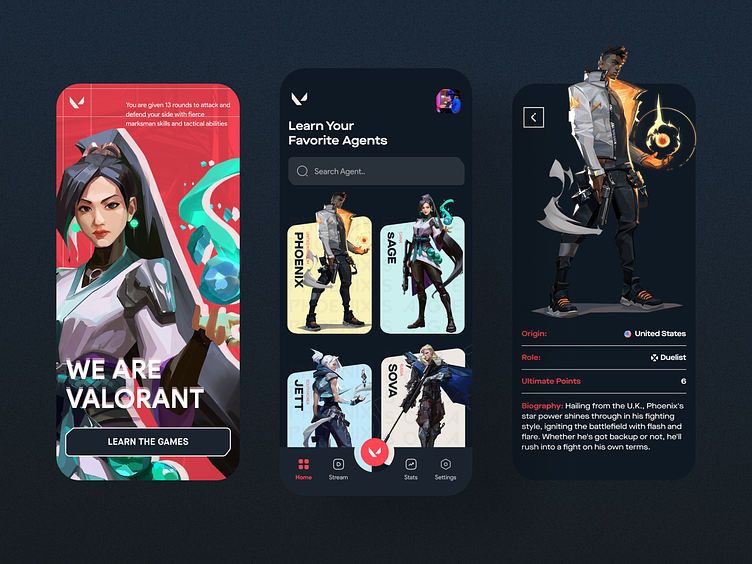 You are given 13 rounds to attack and
defend your side with fierce
marksman skills and tactical abilities
WE ARE
VALORANT
LEARN THE GAMES
Learn Your
Favorite Agents
Search Agent..
PHOENIX
SAGE
JETT
SOVA
Home
Stream
Stats
Settings
Origin:
United States
Role:
Duelist
Ultimate Points
6
Biography: Hailing from the U.K., Phoenix's
star power shines through in his fighting
style, igniting the battlefield with flash and
flare. Whether he's got backup or not, he'll
rush into a fight on his own terms.